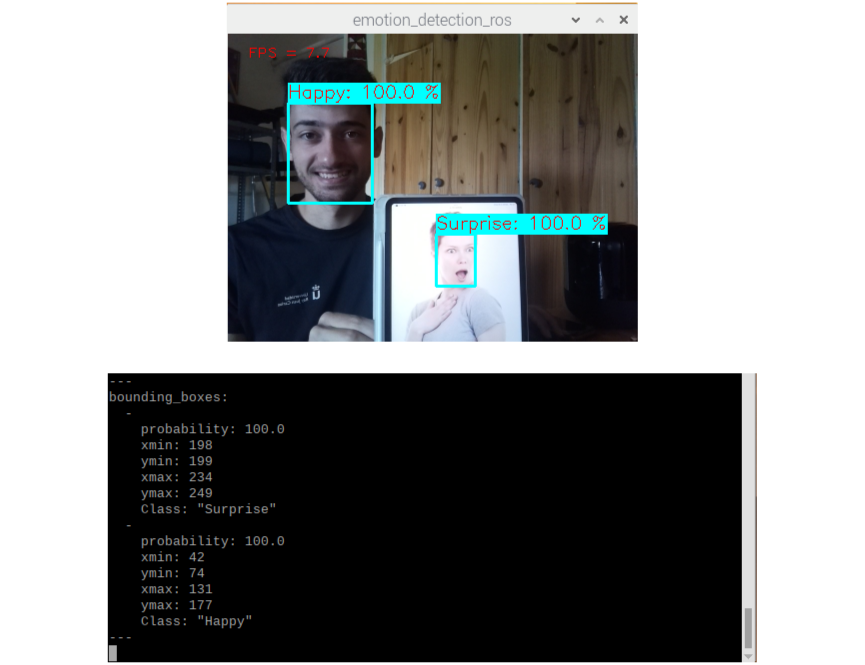 emotion_detection_ros
FPS = 7.7
Happy: 100.0 %
Surprise: 100.0 %
---
bounding_boxes:
-
probability: 100.0
xmin: 198
ymin: 199
xmax: 234
ymax: 249
Class: "Surprise"
-
probability: 100.0
xmin: 42
ymin: 74
xmax: 131
ymax: 177
Class: "Happy"
---